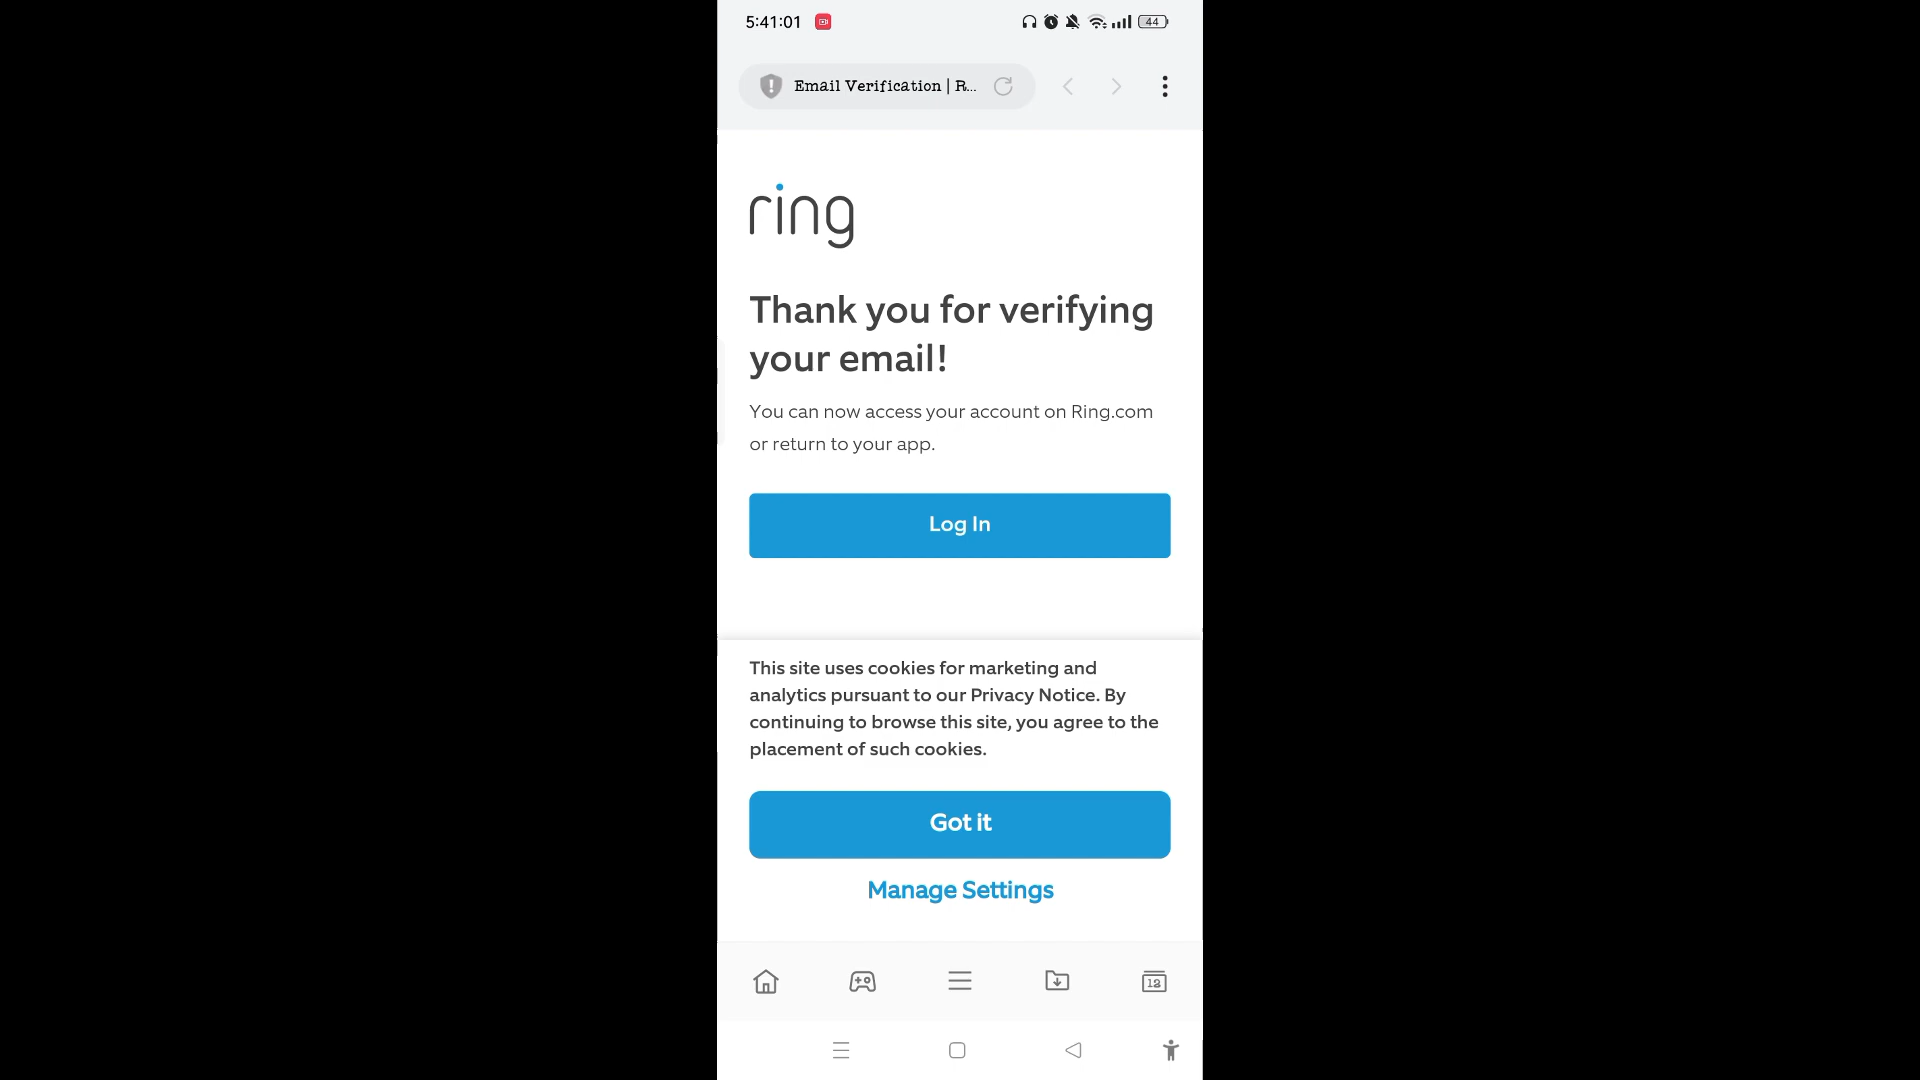 5:41:01
44
Email Verification | R...
ring
Thank you for verifying
your email!
You can now access your account on Ring.com
or return to your app.
Log In
This site uses cookies for marketing and
analytics pursuant to our Privacy Notice. By
continuing to browse this site, you agree to the
placement of such cookies.
Got it
Manage Settings
12